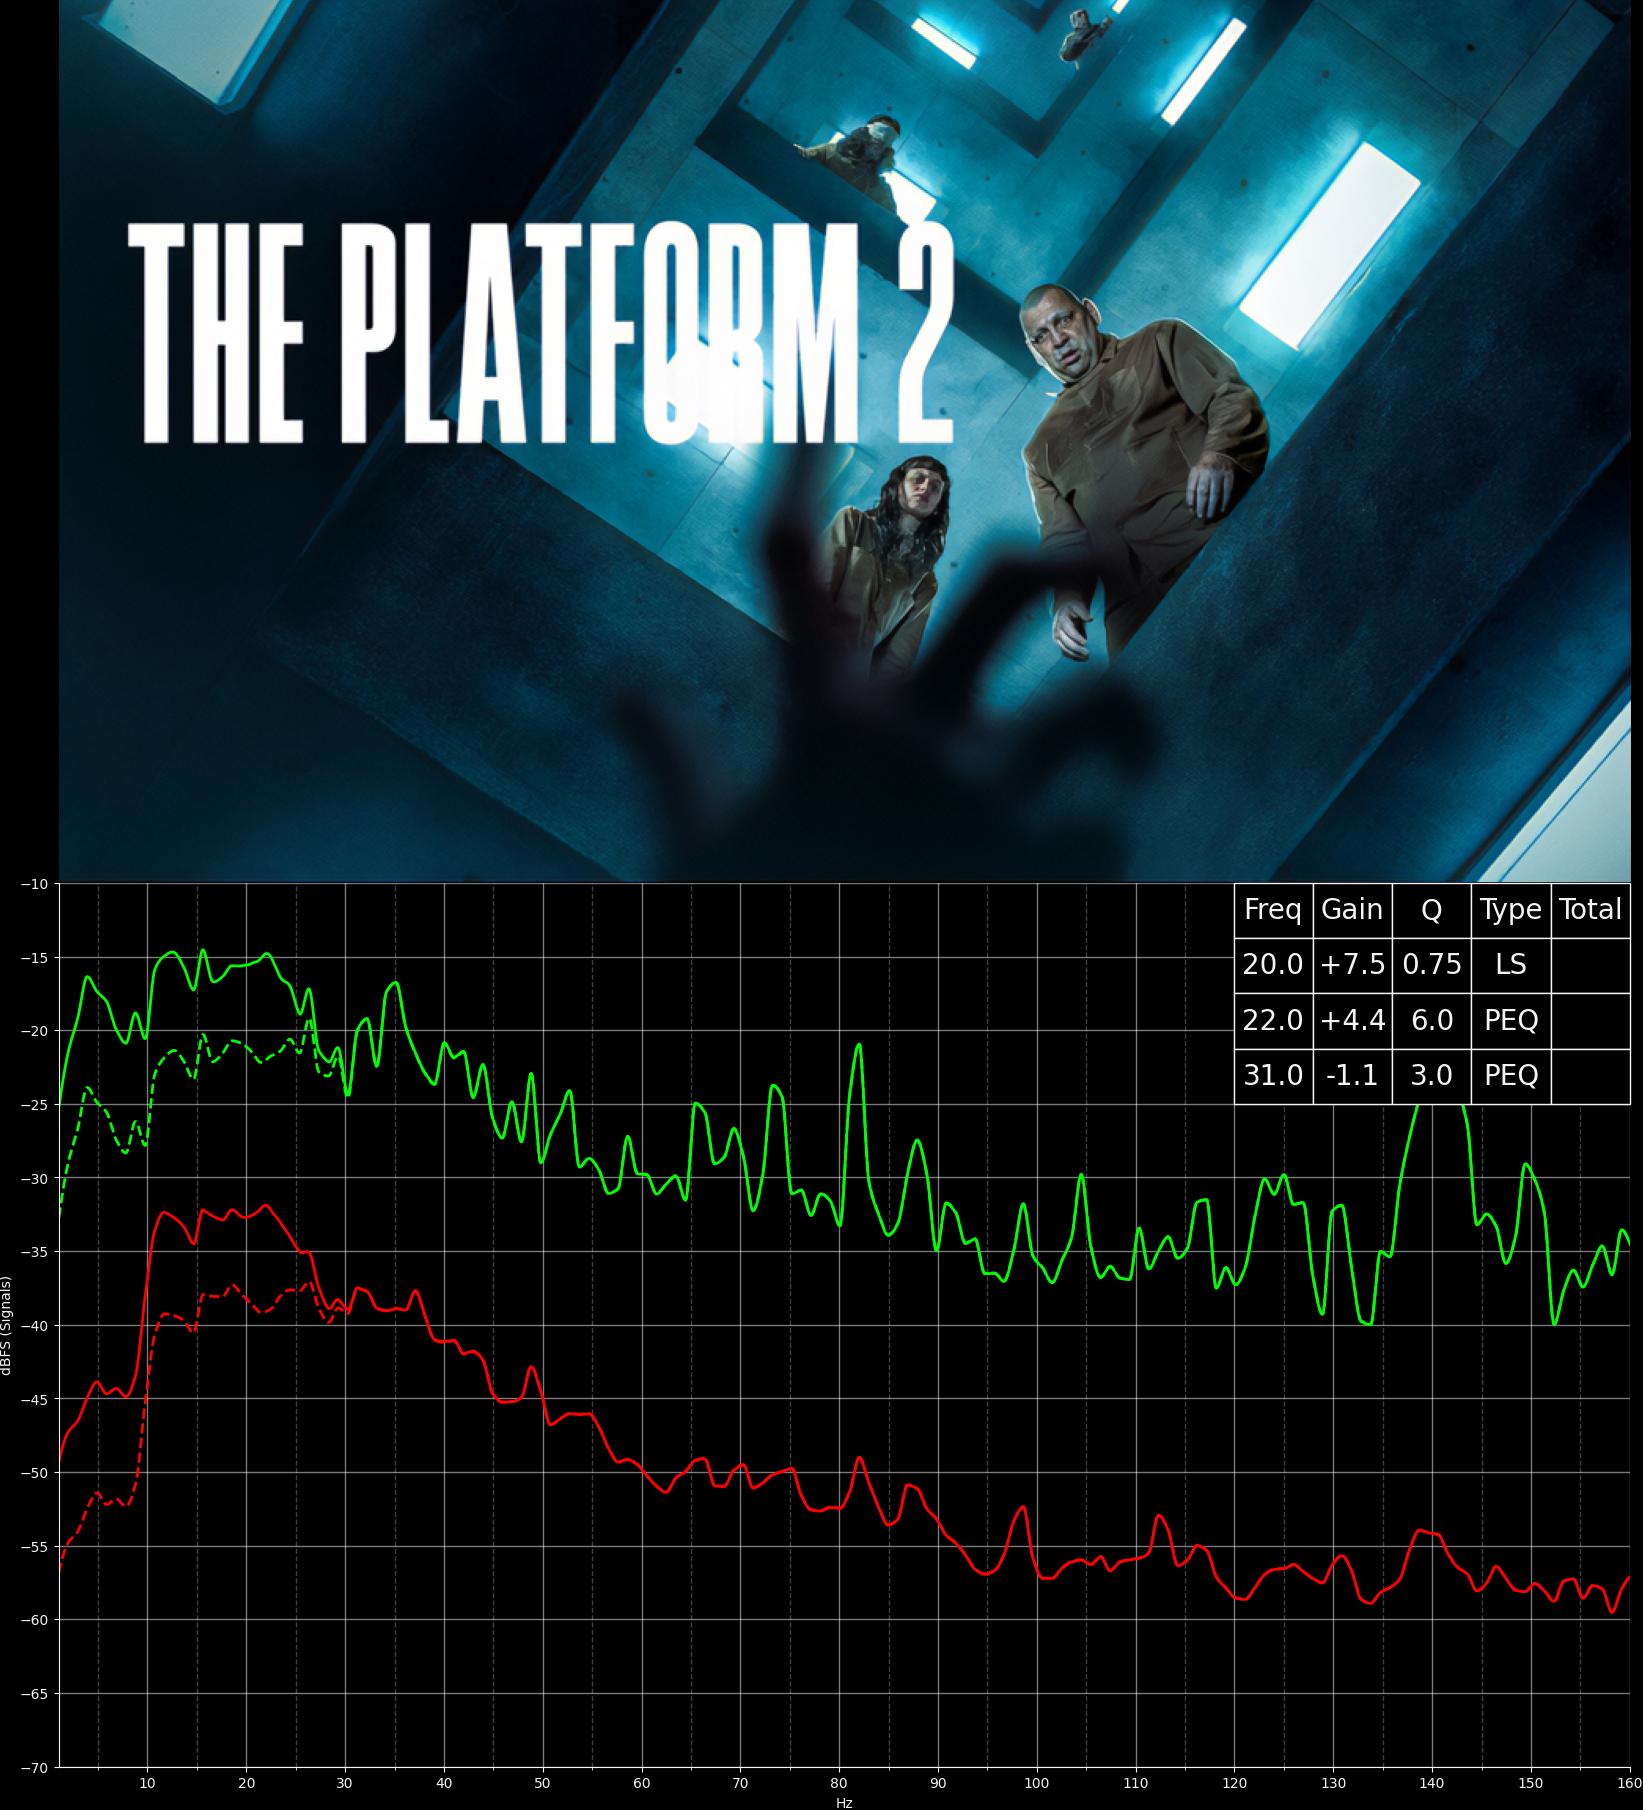 THE PLATFORM 2
Freq Gain Q Type Total
20.0 +7.5 0.75 LS
22.0 +4.4 6.0 PEQ
31.0 -1.1 3.0 PEQ
−10
−15
−20
−25
−30
−35
−40
−45
−50
−55
−60
−65
−70
dBFS (Signals)
10 20 30 40 50 60 70 80 90 100 110 120 130 140 150 160
Hz